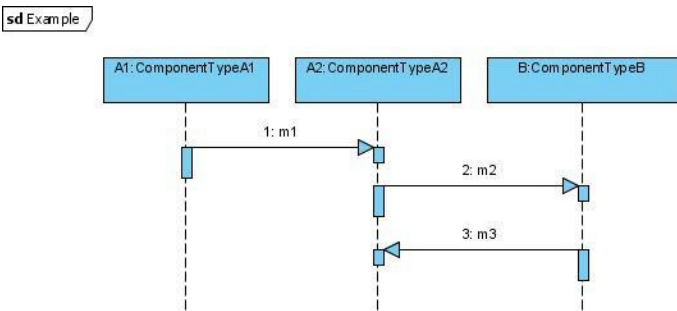 sd Example
A1:ComponentTypeA1
A2:ComponentTypeA2
B:ComponentTypeB
1: m1
2: m2
3: m3